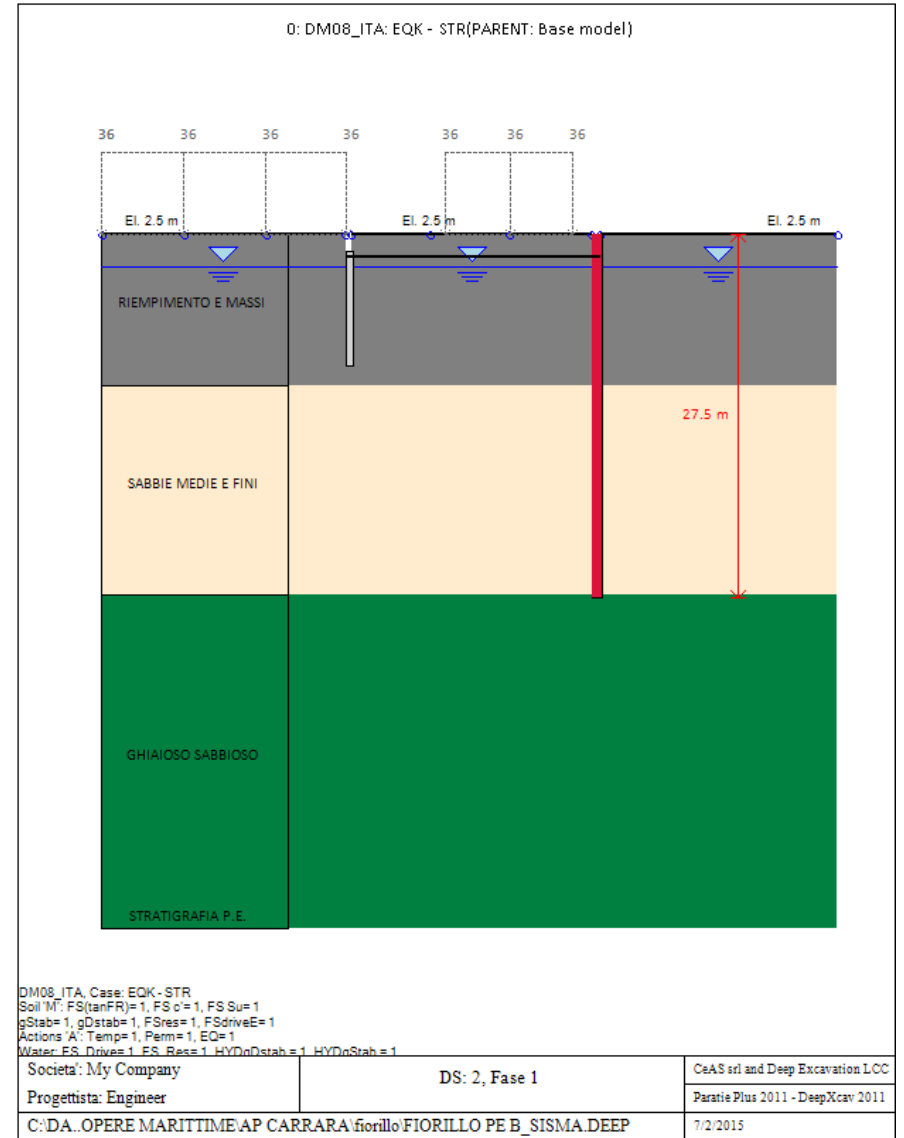 0: DM08_ITA: EQK - STR(PARENT: Base model)
36 36 36 36 36 36 36
El. 2.5 m El. 2.5 m El. 2.5 m
RIEMPIMENTO E MASSI
27.5 m
SABBIE MEDIE E FINI
GHIAIOSO SABBIOSO
STRATIGRAFIA P.E.
DM08_ITA, Case: EQK - STR
Soil 'M': FS(tanFR)= 1, FS c'= 1, FS Su= 1
gStab= 1, gDstab= 1, FSres= 1, FSdriveE= 1
Actions 'A': Temp= 1, Perm= 1, EQ= 1
Water: FS_Drive= 1, FS_Res= 1, HYDgDstab = 1, HYDgStab = 1
Societa': My Company
Progettista: Engineer
DS: 2, Fase 1
CeAS srl and Deep Excavation LCC
Paratie Plus 2011 - DeepXcav 2011
C:\DA..OPERE MARITTIME\AP CARRARA\fiorillo\FIORILLO PE B_SISMA.DEEP
7/2/2015